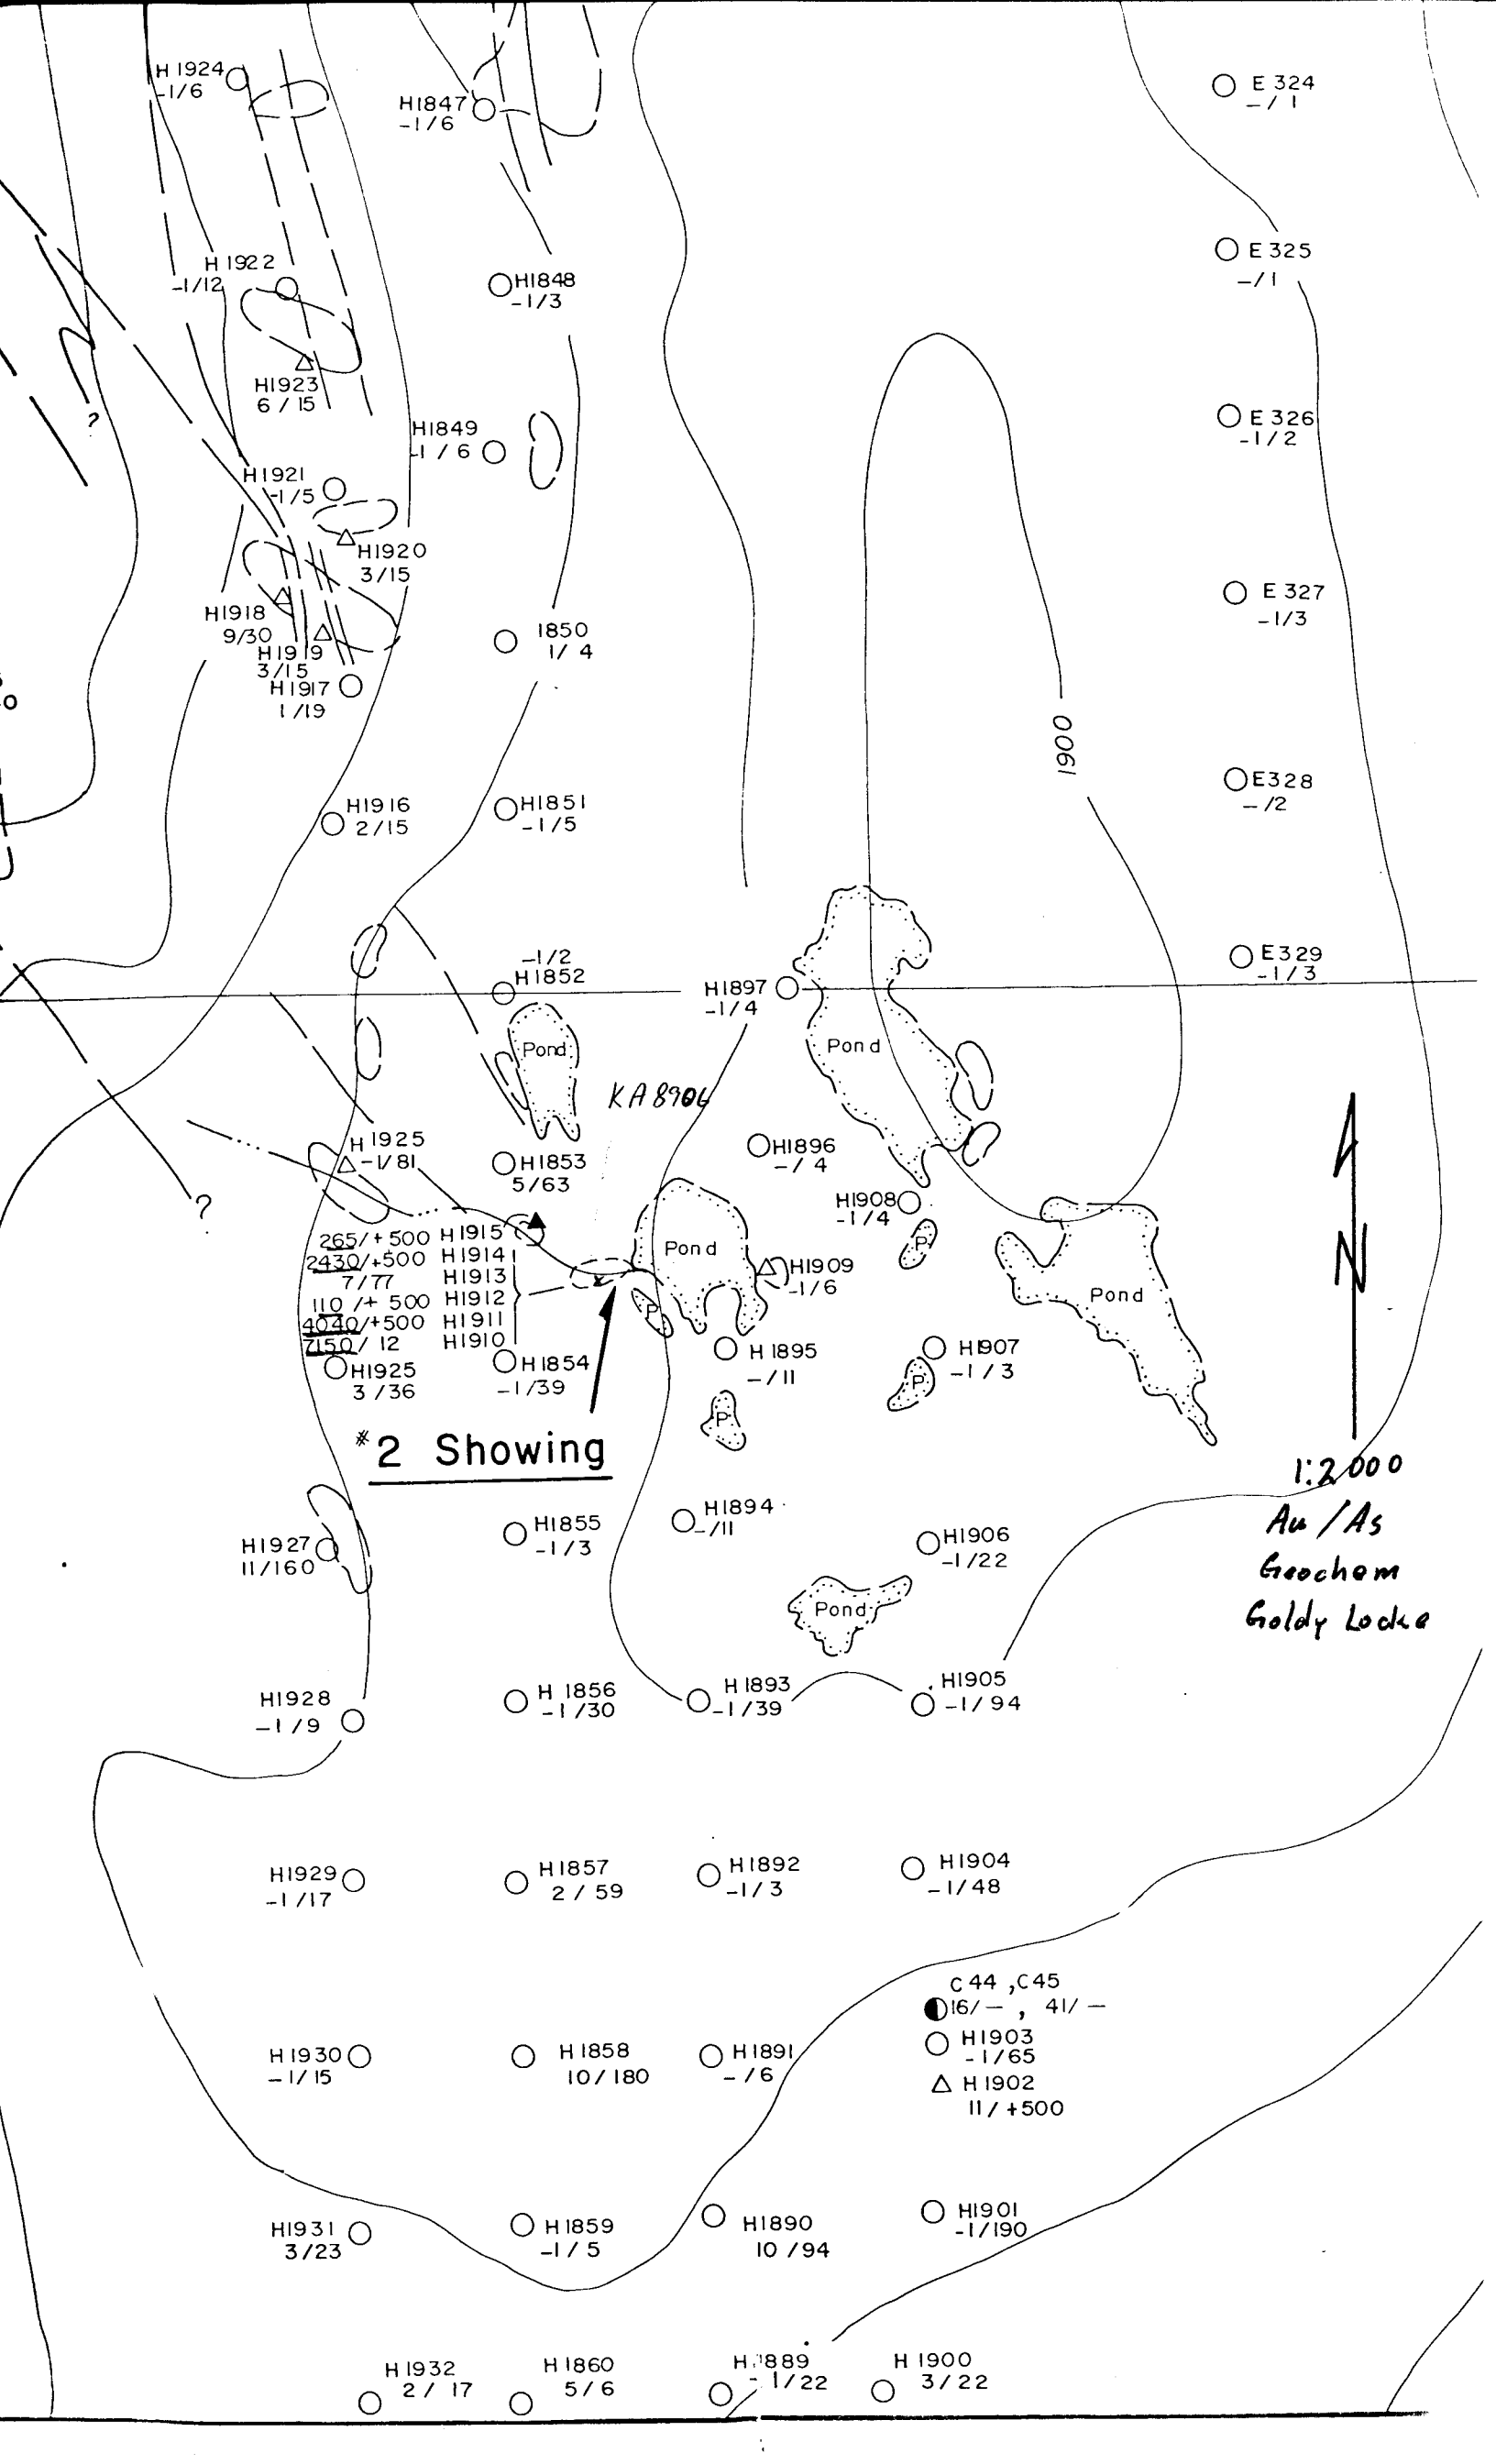 H 1924
-1/6
H1847
-1/6
E 324
-/ 1
H 1922
-1/12
H1848
-1/3
E 325
-/1
H1923
6 / 15
?
H1849
-1 / 6
E 326
-1/2
H1921
-1/5
H1920
3/15
H1918
9/30
H1919
3/15
H1917
1/19
1850
1/ 4
E 327
-1/3
1900
H1916
2/15
H1851
-1/5
E328
- /2
-1/2
H1852
H1897
-1/4
E329
-1/3
Pond
Pond
KA8906
H 1925
-1/81
H1853
5/63
H1896
-/ 4
H1908
-1/4
?
265/+500 H1915
2430/+500 H1914
7/77 H1913
110 /+ 500 H1912
4040/+500 H1911
7150/ 12 H1910
Pond
P
H1909
-1/6
P
Pond
H1925
3 /36
H1854
-1/39
H 1895
-/11
H1907
-1/3
P
P
#2 Showing
N
1:2000
Au /As
Geochem
Goldy Locke
H1927
11/160
H1855
-1/3
H1894
-/11
H1906
-1/22
Pond
H1928
-1/9
H 1856
-1/30
H 1893
-1/39
H1905
-1/94
H1929
-1/17
H1857
2 / 59
H1892
-1/3
H1904
-1/48
C 44 ,C45
16/- , 41/-
H1903
-1/65
H 1902
11/ +500
H 1930
-1/15
H 1858
10/180
H1891
-/6
H1931
3/23
H1859
-1/ 5
H1890
10 /94
H1901
-1/190
H 1932
2/ 17
H 1860
5/6
H 1889
- 1/22
H 1900
3/22